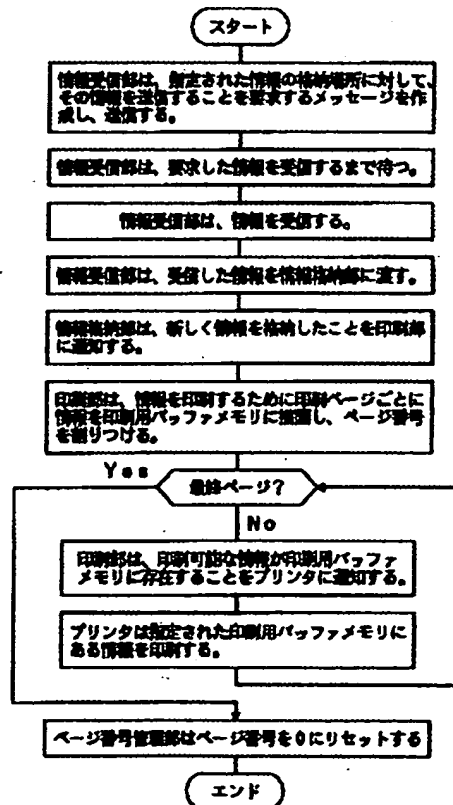 スタート
情報受信部は、指定された情報の格納場所に対して、
その情報を送信することを要求するメッセージを作
成し、送信する。
情報受信部は、要求した情報を受信するまで待つ。
情報受信部は、情報を受信する。
情報受信部は、受信した情報を情報格納部に渡す。
情報格納部は、新しく情報を格納したことを印刷部
に通知する。
印刷部は、情報を印刷するために印刷ページごとに
情報を印刷用バッファメモリに描画し、ページ番号
を割りつける。
Yes
最終ページ?
No
印刷部は、印刷可能な情報が印刷用バッファ
メモリに存在することをプリンタに通知する。
プリンタは指定された印刷用バッファメモリに
ある情報を印刷する。
ページ番号管理部はページ番号を0にリセットする
エンド